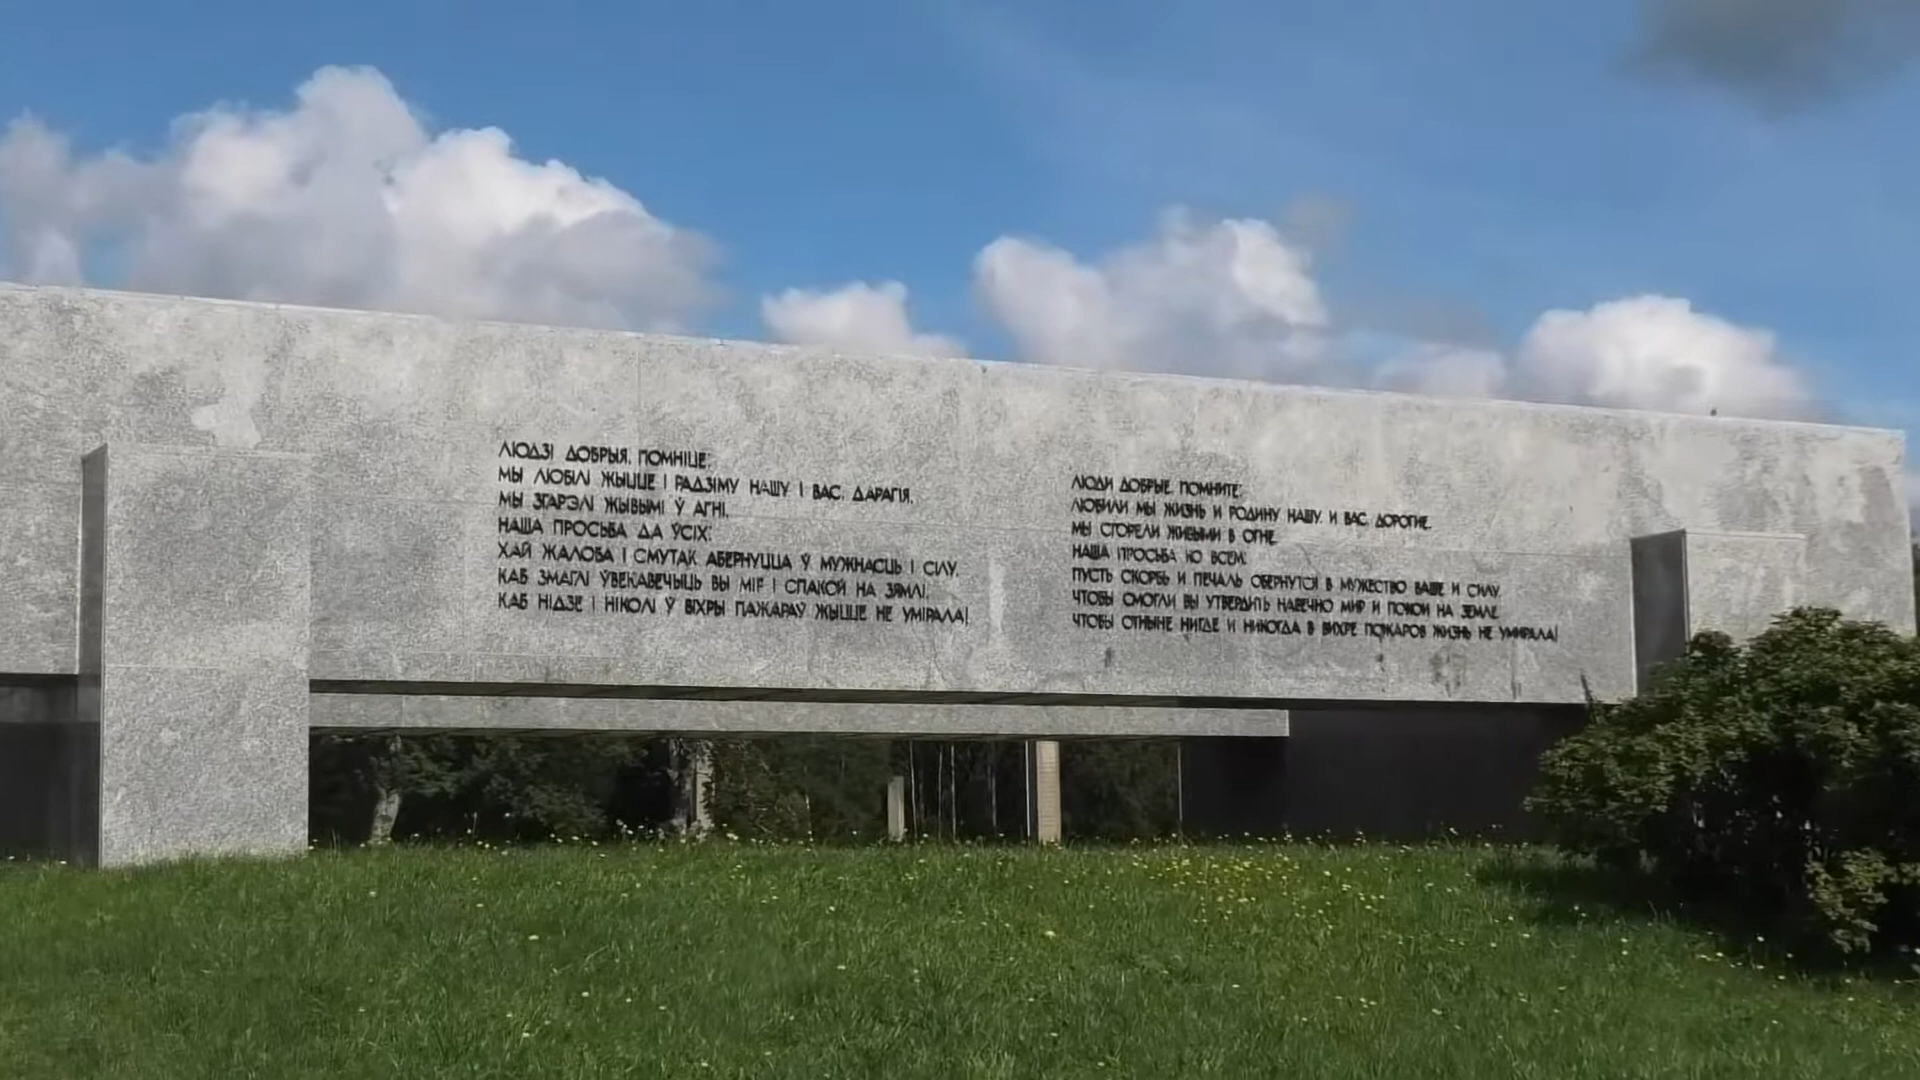 ЛЮДЗІ ДОБРЫЯ, ПОМНІЦЕ:
МЫ ЛЮБІЛІ ЖЫЦЦЕ І РАДЗІМУ НАШУ І ВАС, ДАРАГІЯ.
МЫ ЗГАРЭЛІ ЖЫВЫМІ Ў АГНІ.
НАША ПРОСЬБА ДА ЎСІХ:
ХАЙ ЖАЛОБА І СМУТАК АБЕРНУЦЦА Ў МУЖНАСЦЬ І СІЛУ,
КАБ ЗМАГЛІ ЎВЕКАВЕЧЫЦЬ ВЫ МІР І СПАКОЙ НА ЗЯМЛІ,
КАБ НІДЗЕ І НІКОЛІ Ў ВІХРЫ ПАЖАРАЎ ЖЫЦЦЕ НЕ УМІРАЛА!
ЛЮДИ ДОБРЫЕ, ПОМНИТЕ:
ЛЮБИЛИ МЫ ЖИЗНЬ И РОДИНУ НАШУ, И ВАС, ДОРОГИЕ.
МЫ СГОРЕЛИ ЖИВЫМИ В ОГНЕ.
НАША ПРОСЬБА КО ВСЕМ:
ПУСТЬ СКОРБЬ И ПЕЧАЛЬ ОБЕРНУТСЯ В МУЖЕСТВО ВАШЕ И СИЛУ,
ЧТОБЫ СМОГЛИ ВЫ УТВЕРДИТЬ НАВЕЧНО МИР И ПОКОЙ НА ЗЕМЛЕ.
ЧТОБЫ ОТНЫНЕ НИГДЕ И НИКОГДА В ВИХРЕ ПОЖАРОВ ЖИЗНЬ НЕ УМИРАЛА!